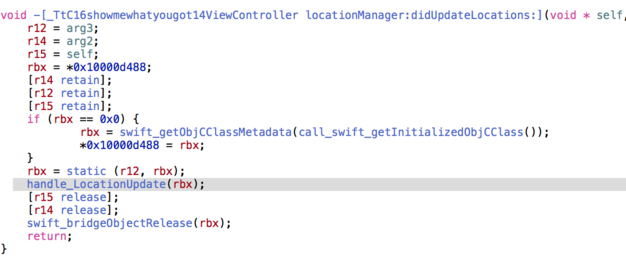 void -[_TtC16showmewhatyougot14ViewController locationManager:didUpdateLocations:](void * self,
r12 = arg3;
r14 = arg2;
r15 = self;
rbx = *0x10000d488;
[r14 retain];
[r12 retain];
[r15 retain];
if (rbx == 0x0) {
rbx = swift_getObjCClassMetadata(call_swift_getInitializedObjCClass());
*0x10000d488 = rbx;
}
rbx = static (r12, rbx);
handle_LocationUpdate(rbx);
[r15 release];
[r14 release];
swift_bridgeObjectRelease(rbx);
return;
}